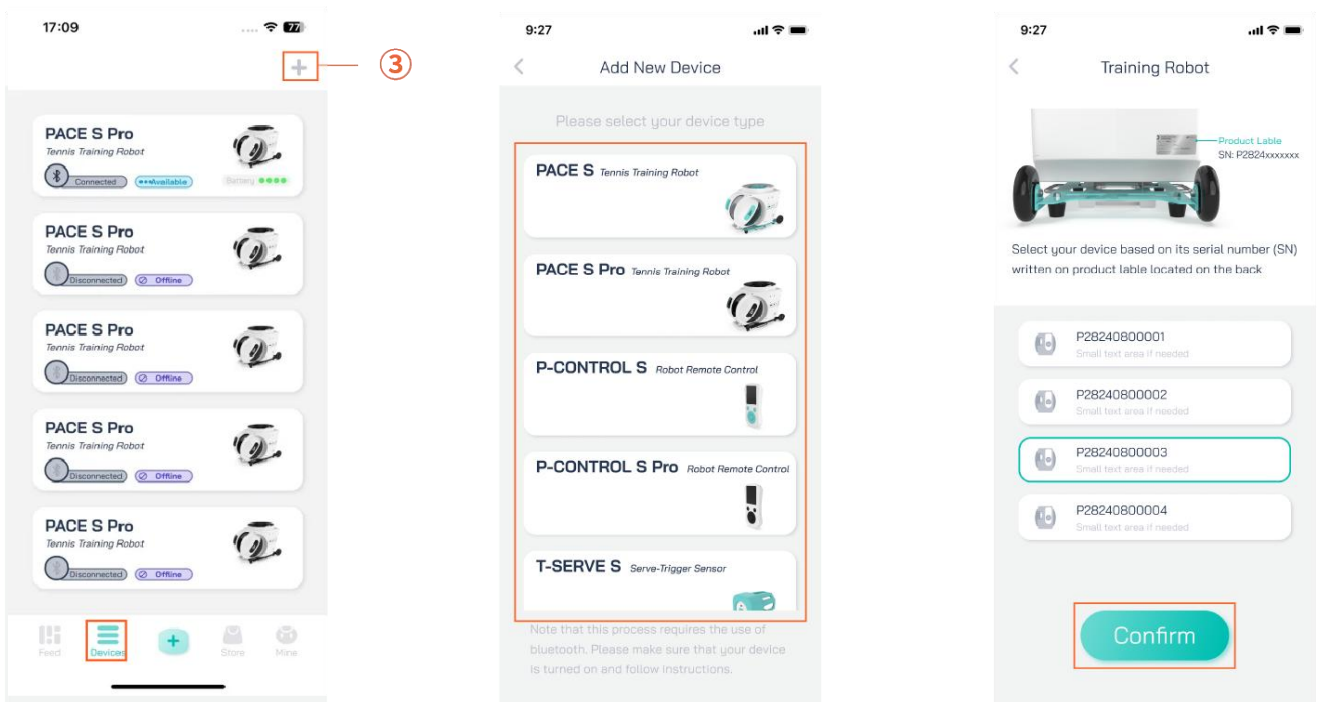 17:09
77
+
③
PACE S Pro
Tennis Training Robot
Connected
Available
Battery
PACE S Pro
Tennis Training Robot
Disconnected
Offline
PACE S Pro
Tennis Training Robot
Disconnected
Offline
PACE S Pro
Tennis Training Robot
Disconnected
Offline
PACE S Pro
Tennis Training Robot
Disconnected
Offline
Feed
Devices
+
Store
Mine
9:27
Add New Device
Please select your device type
PACE S Tennis Training Robot
PACE S Pro Tennis Training Robot
P-CONTROL S Robot Remote Control
P-CONTROL S Pro Robot Remote Control
T-SERVE S Serve-Trigger Sensor
Note that this process requires the use of
bluetooth. Please make sure that your device
is turned on and follow instructions.
9:27
Training Robot
Product Lable
SN: P2824xxxxxxx
Select your device based on its serial number (SN)
written on product lable located on the back
P28240800001
Small text area if needed
P28240800002
Small text area if needed
P28240800003
Small text area if needed
P28240800004
Small text area if needed
Confirm